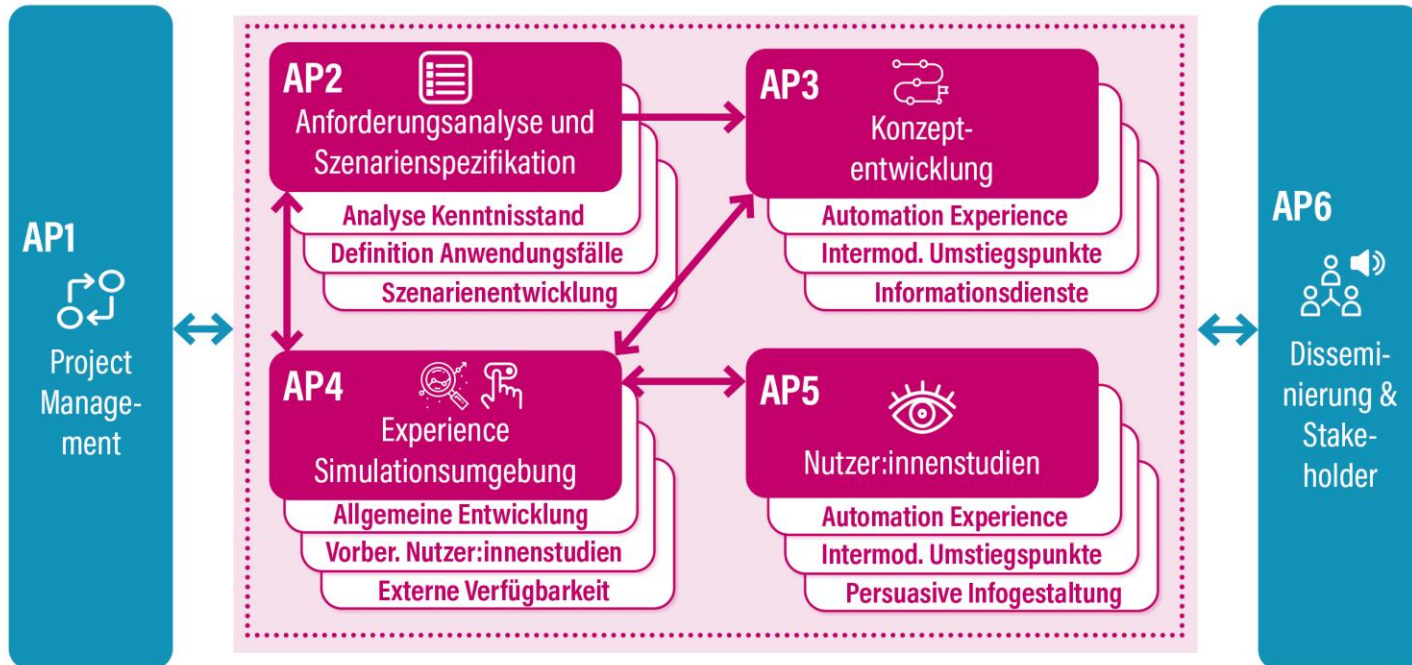 AP1
Project
Manage-
ment
AP2
Anforderungsanalyse und
Szenarienspezifikation
Analyse Kenntnisstand
Definition Anwendungsfälle
Szenarienentwicklung
AP3
Konzept-
entwicklung
Automation Experience
Intermod. Umstiegspunkte
Informationsdienste
AP4
Experience
Simulationsumgebung
Allgemeine Entwicklung
Vorber. Nutzer:innenstudien
Externe Verfügbarkeit
AP5
Nutzer:innenstudien
Automation Experience
Intermod. Umstiegspunkte
Persuasive Infogestaltung
AP6
Dissemi-
nierung &
Stake-
holder